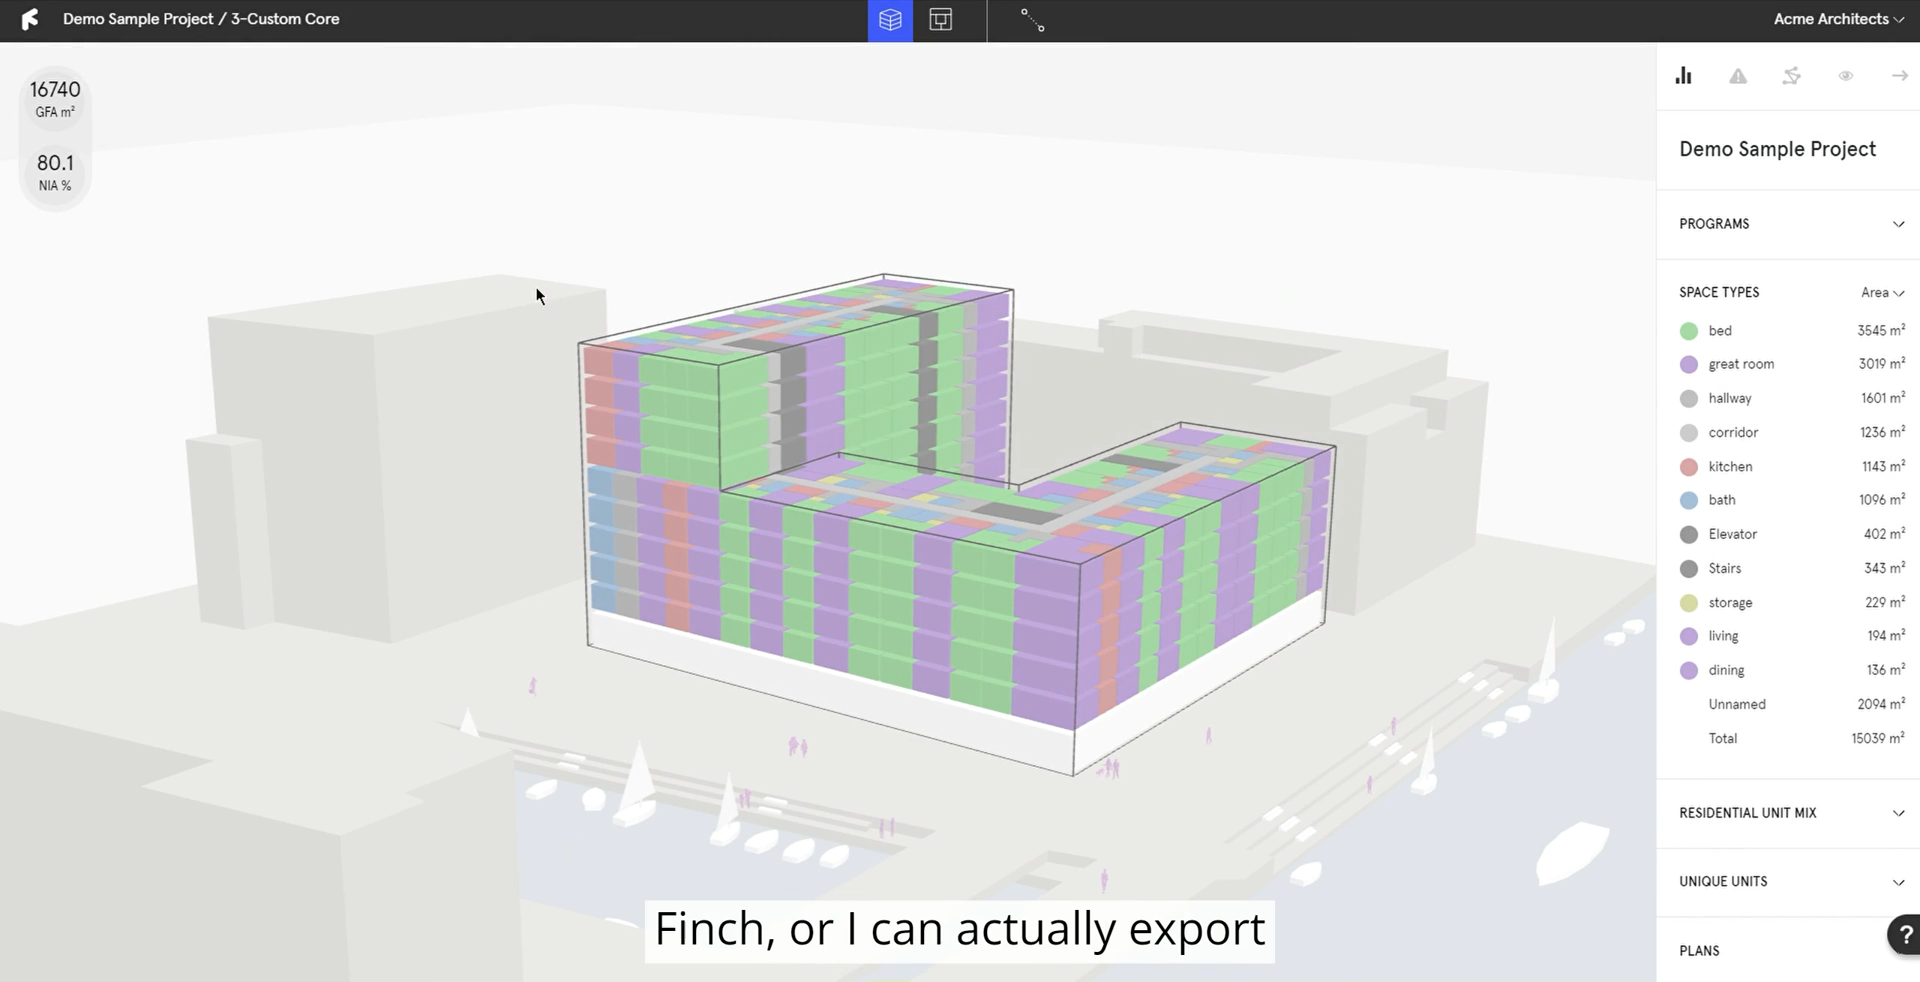 Demo Sample Project / 3-Custom Core
Acme Architects
16740
GFA m²
80.1
NIA %
Demo Sample Project
PROGRAMS
SPACE TYPES Area
bed 3545 m²
great room 3019 m²
hallway 1601 m²
corridor 1236 m²
kitchen 1143 m²
bath 1096 m²
Elevator 402 m²
Stairs 343 m²
storage 229 m²
living 194 m²
dining 136 m²
Unnamed 2094 m²
Total 15039 m²
RESIDENTIAL UNIT MIX
UNIQUE UNITS
?
PLANS
Finch, or I can actually export